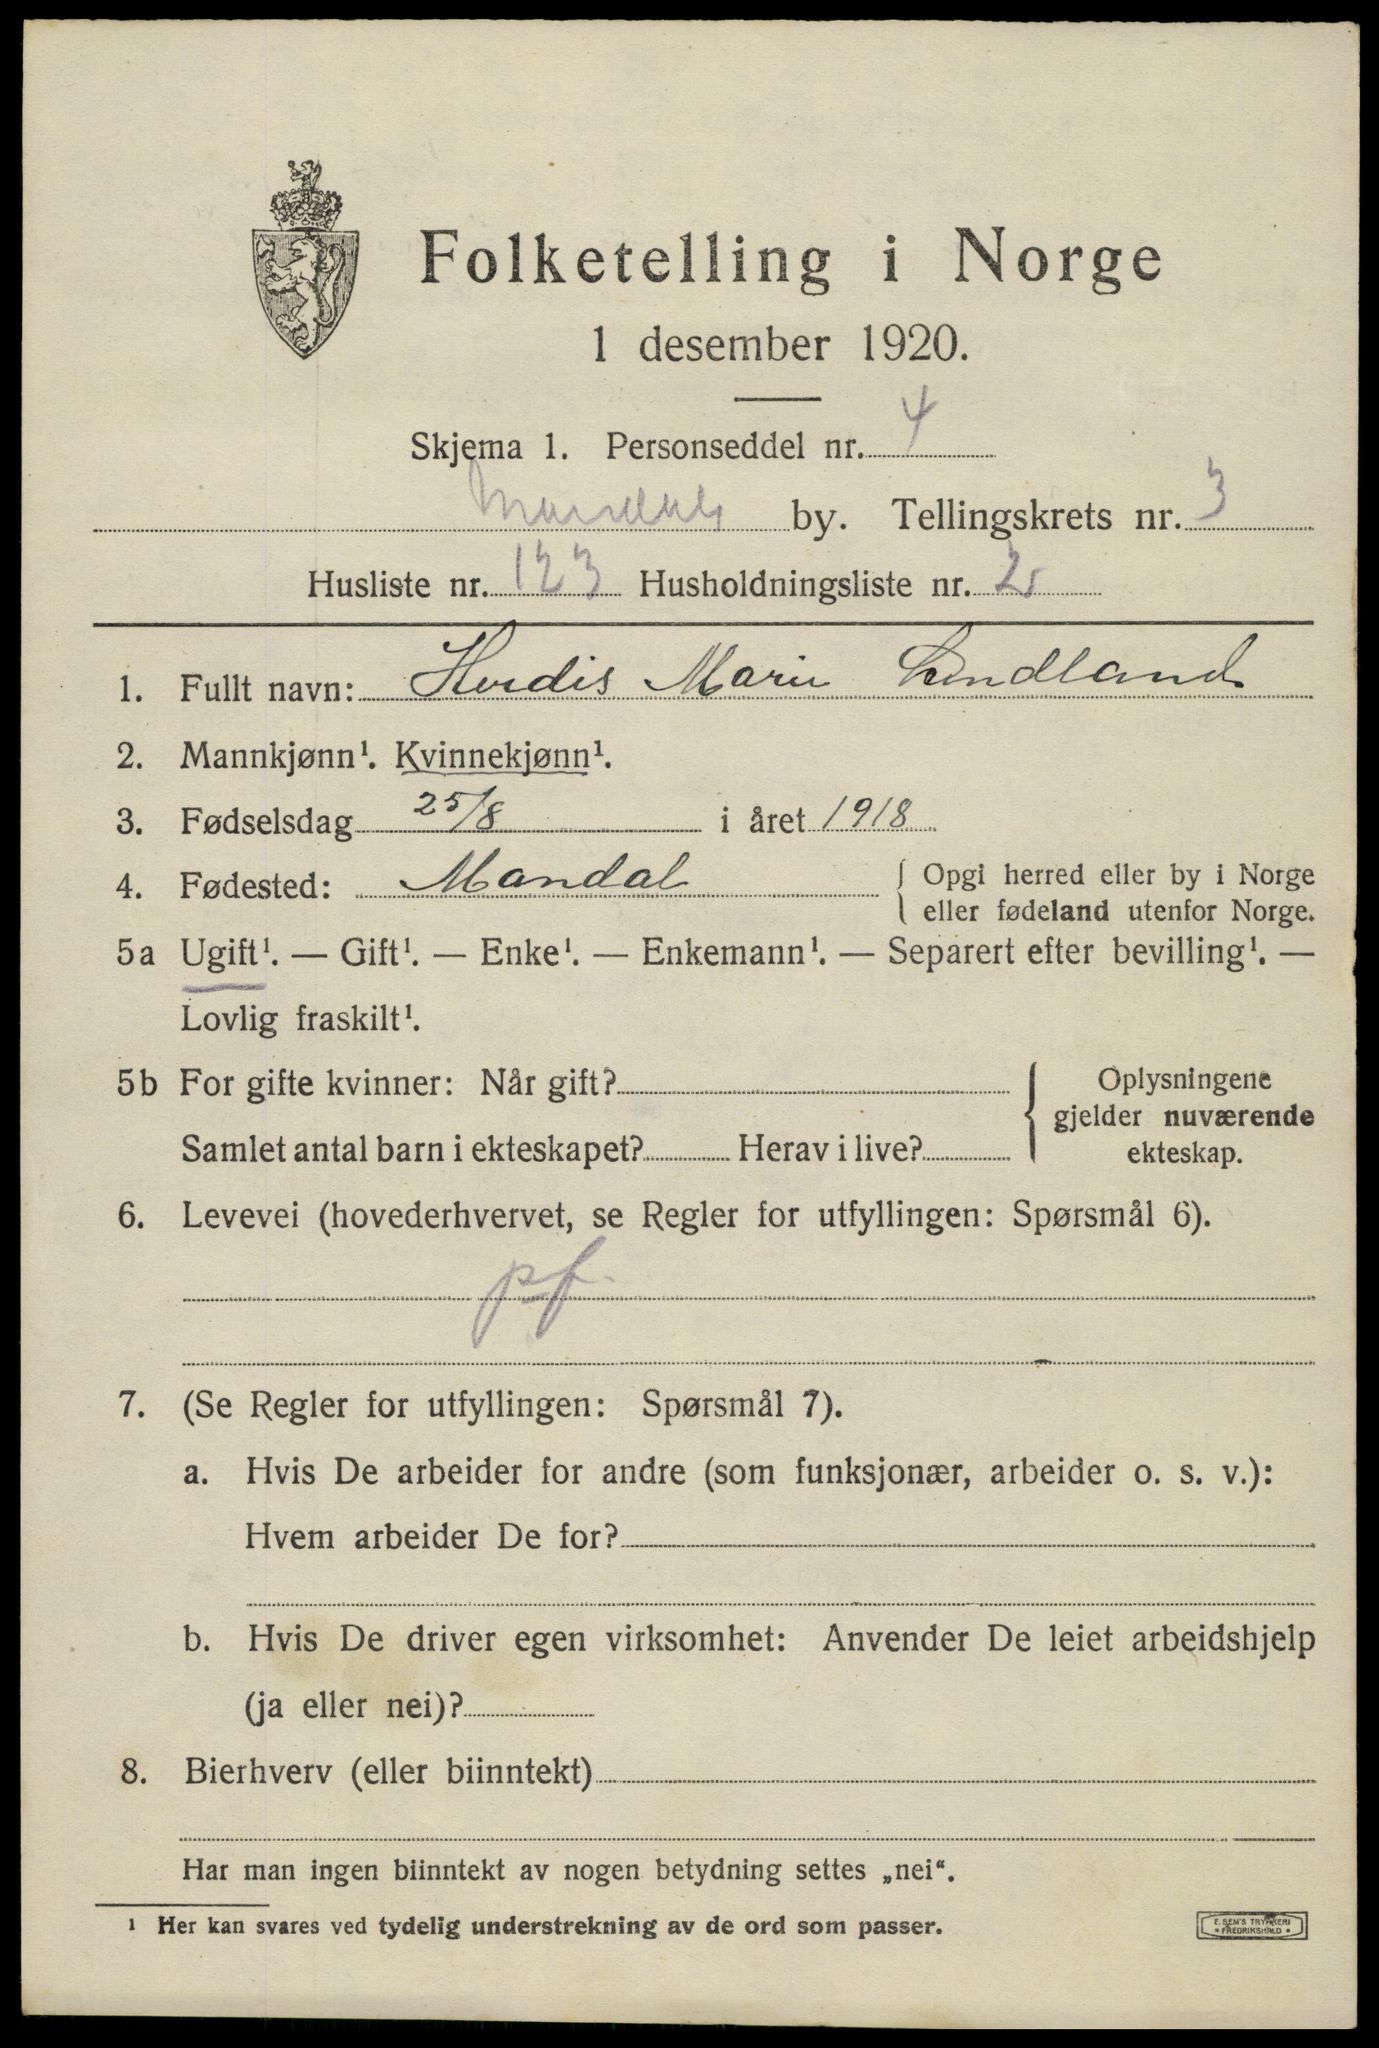 Folketelling i Norge
1 desember 1920.
Skjema 1. Personseddel nr. 4
Mandals by. Tellingskrets nr. 3
Husliste nr. 123 Husholdningsliste nr. 2
1. Fullt navn: Herdis Marie Lindland
2. Mannkjønn¹. Kvinnekjønn¹.
3. Fødselsdag 25/8 i året 1918
4. Fødested: Mandal { Opgi herred eller by i Norge
eller fødeland utenfor Norge.
5a Ugift¹. — Gift¹. — Enke¹. — Enkemann¹. — Separert efter bevilling¹. —
Lovlig fraskilt¹.
5b For gifte kvinner: Når gift?
Samlet antal barn i ekteskapet? Herav i live?
{ Oplysningene
gjelder nuværende
ekteskap.
6. Levevei (hovederhvervet, se Regler for utfyllingen: Spørsmål 6).
pf.
7. (Se Regler for utfyllingen: Spørsmål 7).
a. Hvis De arbeider for andre (som funksjonær, arbeider o. s. v.):
Hvem arbeider De for?
b. Hvis De driver egen virksomhet: Anvender De leiet arbeidshjelp
(ja eller nei)?
8. Bierhverv (eller biinntekt)
Har man ingen biinntekt av nogen betydning settes „nei“.
¹ Her kan svares ved tydelig understrekning av de ord som passer.
E. SEM'S TRYKKERI
• FREDRIKSHALD •